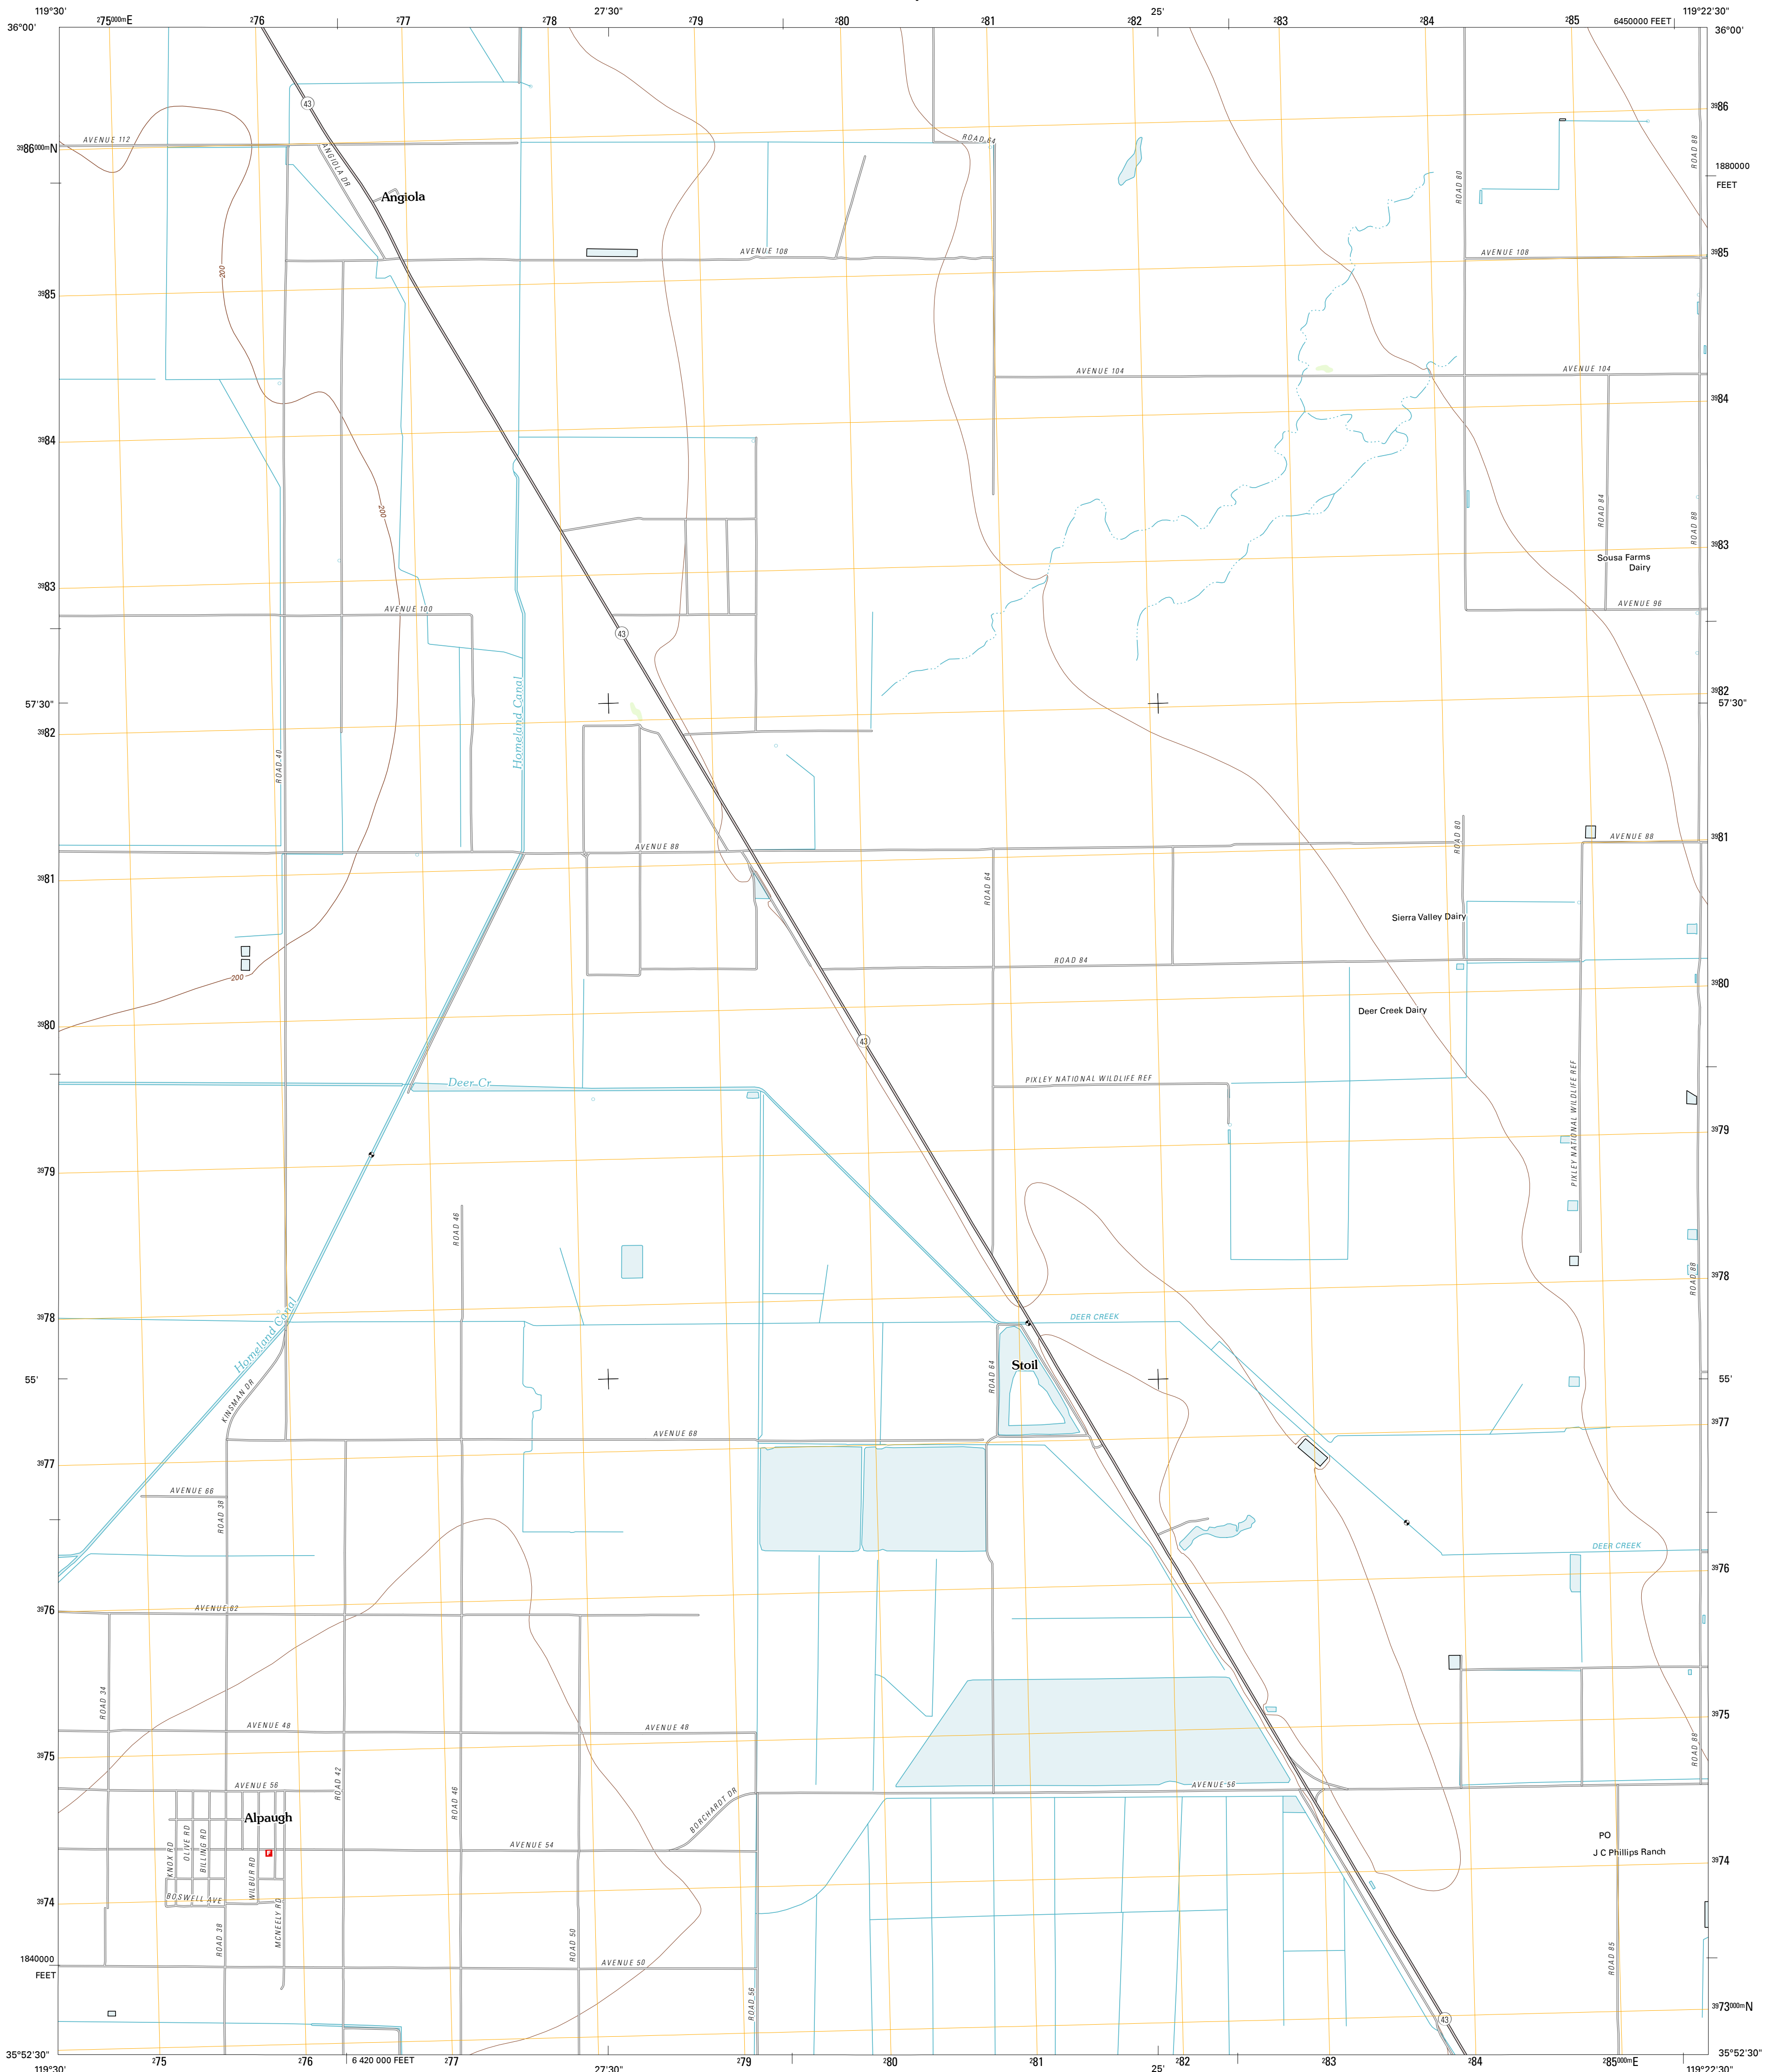 119°30' 275000mE 276 277 278 27'30" 279 280 281 25' 282 283 284 285 6450000 FEET 119°22'30"
36°00' 36°00'
43
3986
AVENUE 112
ROAD 64
ROAD 88
3986000mN
ANGIOLA DR
1880000
FEET
ROAD 80
Angiola
AVENUE 108
AVENUE 108
3985
200
3985
AVENUE 104
AVENUE 104
3984
3984
200
ROAD 84
ROAD 88
3983
Sousa Farms
Dairy
3983
AVENUE 100
AVENUE 96
43
3982
57'30" 57'30"
Homeland Canal
3982
ROAD 40
ROAD 80
3981
AVENUE 88
AVENUE 88
3981
ROAD 64
Sierra Valley Dairy
ROAD 84
200
3980
Deer Creek Dairy
3980
43
Deer Cr
PIXLEY NATIONAL WILDLIFE REF
PIXLEY NATIONAL WILDLIFE REF
3979
3979
ROAD 46
ROAD 88
3978
3978
DEER CREEK
Homeland Canal
Stoil
ROAD 64
55' 55'
KINSMAN DR
3977
AVENUE 68
3977
AVENUE 66
ROAD 38
DEER CREEK
3976
AVENUE 62
3976
ROAD 34
AVENUE 48
AVENUE 48
3975
ROAD 88
3975
ROAD 42
AVENUE 56
AVENUE 56
ROAD 46
BORCHARDT DR
Alpaugh
PO
J C Phillips Ranch
AVENUE 54
F
KNOX RD
OLIVE RD
BILLING RD
WILBUR RD
3974
BOSWELL AVE
3974
MCNEELY RD
ROAD 38
ROAD 50
ROAD 85
1840000
FEET
AVENUE 50
ROAD 56
3973000mN
43
35°52'30" 35°52'30"
119°30' 275 276 6 420 000 FEET 277 27'30" 279 280 281 25' 282 283 284 285000mE 119°22'30"